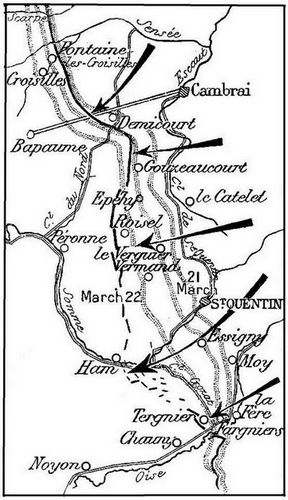 Scarpe
Sensée
Fontaine
les-Croisilles
Croisilles
Escaut
Cambrai
Demicourt
Bapaume
Gouzeaucourt
Cl. du Nord
Epehy
le Catelet
Cl. de
St Quentin
Roisel
Péronne
le Verguier
Vermand
21
March
March 22
Somme
ST QUENTIN
Essigny
Moy
Ham
Crozat
la
Tergnier
Fère
Fargniers
Chauny
Noyon
Oise